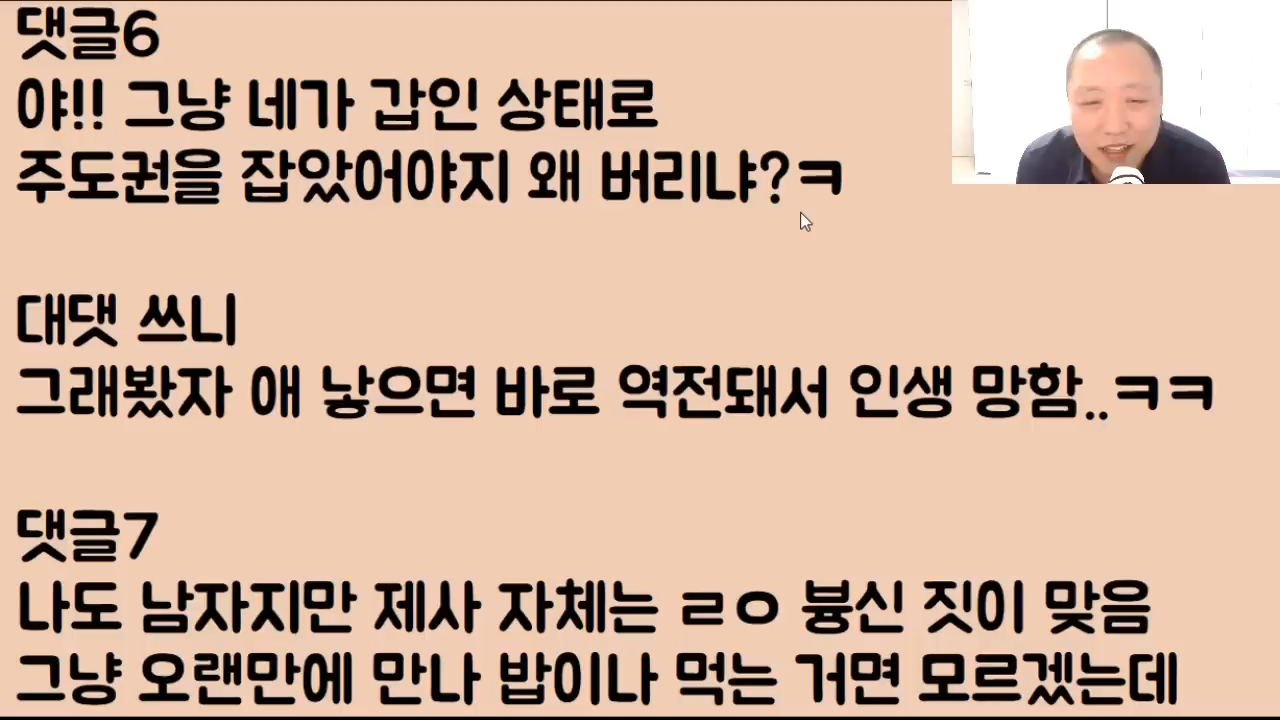 댓글6
야!! 그냥 네가 갑인 상태로
주도권을 잡았어야지 왜 버리냐?ㅋ
대댓 쓰니
그래봤자 애 낳으면 바로 역전돼서 인생 망함..ㅋㅋ
댓글7
나도 남자지만 제사 자체는 ㄹㅇ 븅신 짓이 맞음
그냥 오랜만에 만나 밥이나 먹는 거면 모르겠는데